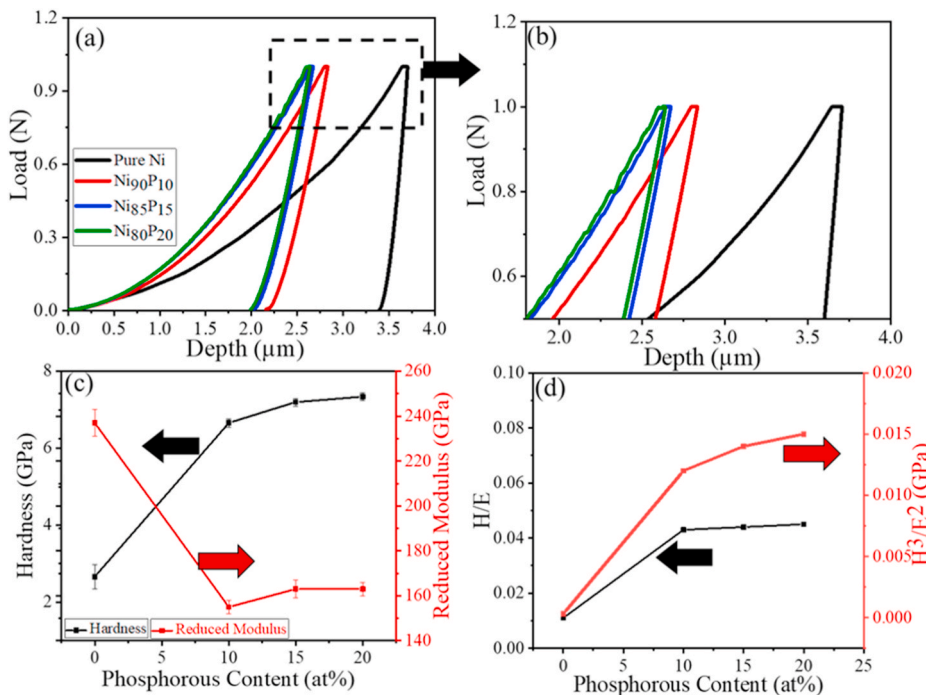 (a)
Load (N)
1.2
0.9
0.6
0.3
0.0
Pure Ni
Ni90P10
Ni85P15
Ni80P20
0.0 0.5 1.0 1.5 2.0 2.5 3.0 3.5 4.0
Depth (µm)
(b)
Load (N)
1.2
1.0
0.8
0.6
2.0 2.5 3.0 3.5 4.0
Depth (µm)
(c)
Hardness (GPa)
8
6
4
2
Hardness Reduced Modulus
0 5 10 15 20
Phosphorous Content (at%)
260
240
220
200
180
160
140
Reduced Modulus (GPa)
(d)
H/E
0.10
0.08
0.06
0.04
0.02
0.00
0 5 10 15 20 25
Phosphorous Content (at%)
0.020
0.015
0.010
0.005
0.000
H3/E2 (GPa)